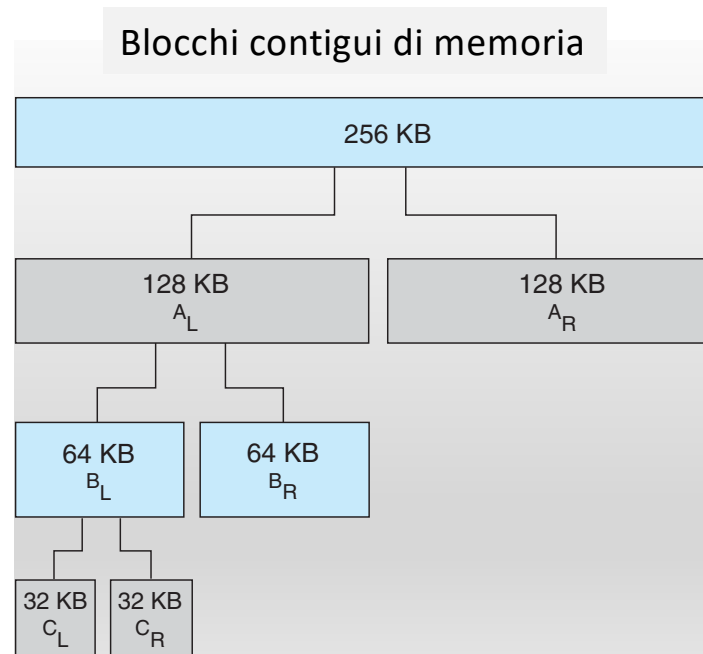 Blocchi contigui di memoria
256 KB
128 KB
A_L
128 KB
A_R
64 KB
B_L
64 KB
B_R
32 KB
C_L
32 KB
C_R